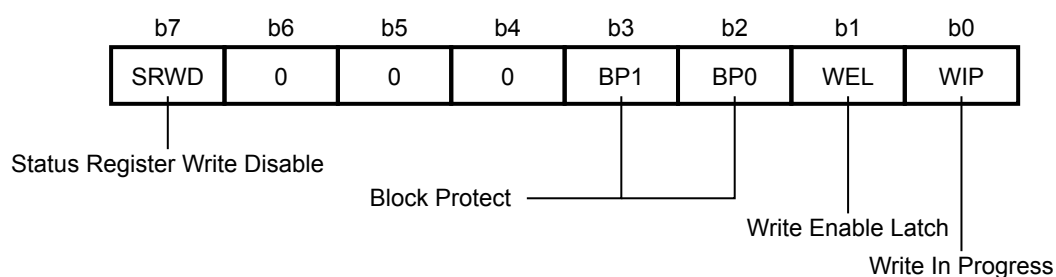 b7 b6 b5 b4 b3 b2 b1 b0
SRWD 0 0 0 BP1 BP0 WEL WIP
Status Register Write Disable
Block Protect
Write Enable Latch
Write In Progress